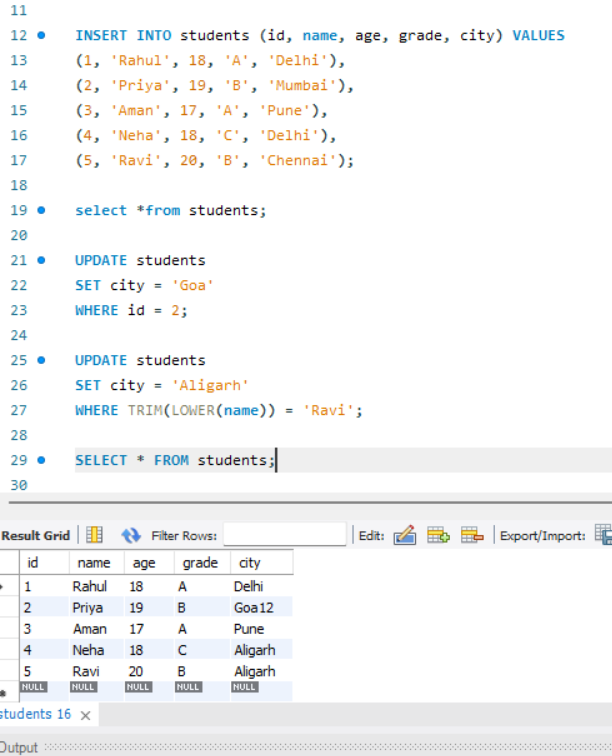 11
12 INSERT INTO students (id, name, age, grade, city) VALUES
13 (1, 'Rahul', 18, 'A', 'Delhi'),
14 (2, 'Priya', 19, 'B', 'Mumbai'),
15 (3, 'Aman', 17, 'A', 'Pune'),
16 (4, 'Neha', 18, 'C', 'Delhi'),
17 (5, 'Ravi', 20, 'B', 'Chennai');
18
19 select *from students;
20
21 UPDATE students
22 SET city = 'Goa'
23 WHERE id = 2;
24
25 UPDATE students
26 SET city = 'Aligarh'
27 WHERE TRIM(LOWER(name)) = 'Ravi';
28
29 SELECT * FROM students;
30
Result Grid Filter Rows: Edit: Export/Import:
id name age grade city
1 Rahul 18 A Delhi
2 Priya 19 B Goa12
3 Aman 17 A Pune
4 Neha 18 C Aligarh
5 Ravi 20 B Aligarh
NULL NULL NULL NULL NULL
students 16
Output